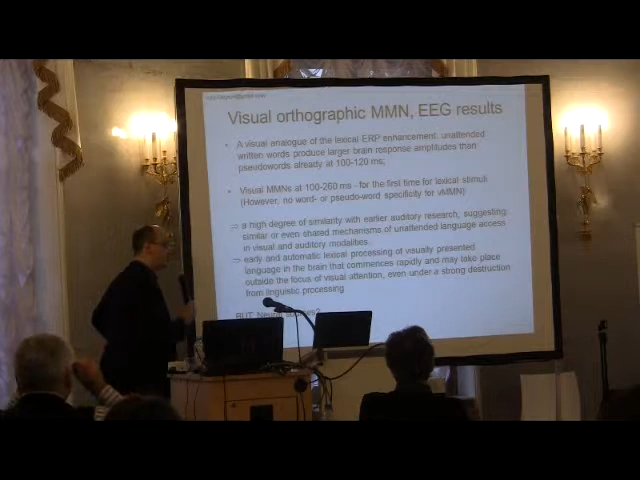 Visual orthographic MMN, EEG results
• A visual analogue of the lexical ERP enhancement: unattended
written words produce larger brain response amplitudes than
pseudowords already at 100-120 ms;
• Visual MMNs at 100-260 ms - for the first time for lexical stimuli
(However, no word- or pseudo-word specificity for vMMN)
⇒ a high degree of similarity with earlier auditory research, suggesting
similar or even shared mechanisms of unattended language access
in visual and auditory modalities.
⇒ early and automatic lexical processing of visually presented
language in the brain that commences rapidly and may take place
outside the focus of visual attention, even under a strong destruction
from linguistic processing
BUT: Neural